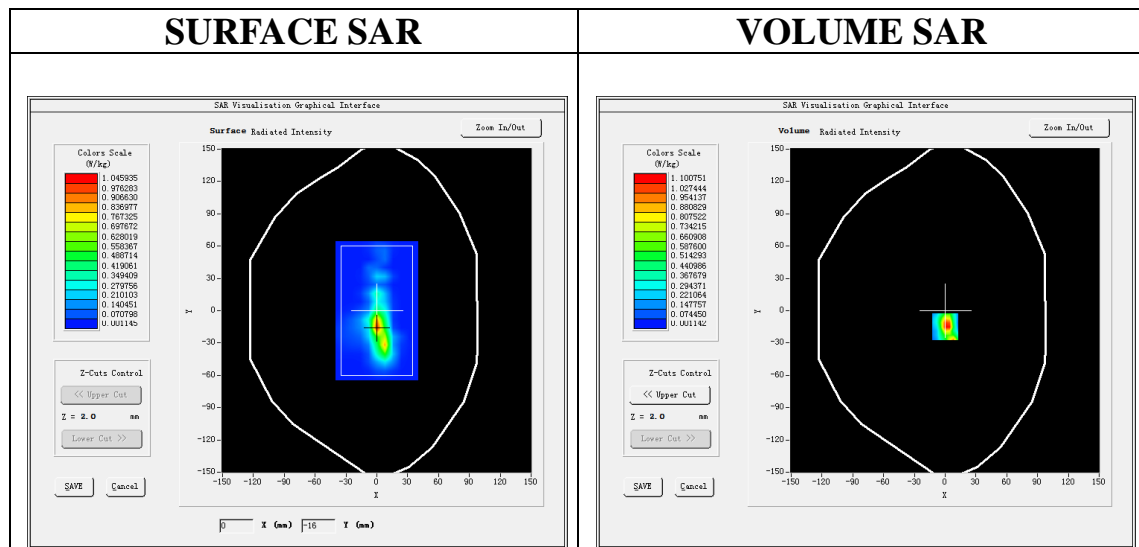 SURFACE SAR
VOLUME SAR
SAR Visualisation Graphical Interface
Surface Radiated Intensity
Zoom In/Out
Colors Scale
(W/kg)
1.045935
0.976283
0.906630
0.836977
0.767325
0.697672
0.628019
0.558367
0.488714
0.419061
0.349409
0.279756
0.210103
0.140451
0.070798
0.001145
Z-Cuts Control
<< Upper Cut
Z = 2.0 mm
Lower Cut >>
SAVE Cancel
150
120
90
60
30
0
-30
-60
-90
-120
-150
Y
-150 -120 -90 -60 -30 0 30 60 90 120 150
X
0 X (mm) -16 Y (mm)
SAR Visualisation Graphical Interface
Volume Radiated Intensity
Zoom In/Out
Colors Scale
(W/kg)
1.100751
1.027444
0.954137
0.880829
0.807522
0.734215
0.660908
0.587600
0.514293
0.440986
0.367679
0.294371
0.221064
0.147757
0.074450
0.001142
Z-Cuts Control
<< Upper Cut
Z = 2.0 mm
Lower Cut >>
SAVE Cancel
150
120
90
60
30
0
-30
-60
-90
-120
-150
Y
-150 -120 -90 -60 -30 0 30 60 90 120 150
X